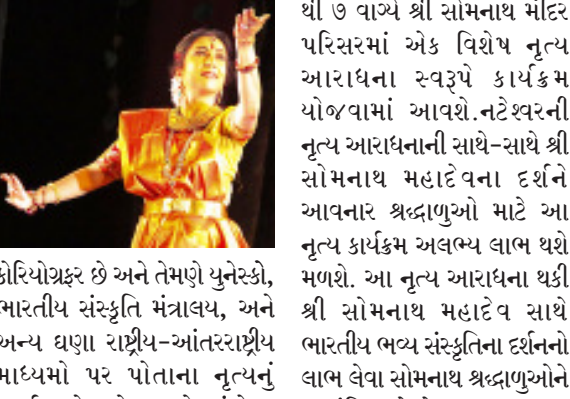 કોરિયોગ્રફર છે અને તેમણે યુનેસ્કો,
ભારતીય સંસ્કૃતિ મંત્રાલય, અને
અન્ય ઘણા રાષ્ટ્રીય-આંતરરાષ્ટ્રીય
માધ્યમો પર પોતાના નૃત્યનું
થી ૭ વાગ્યે શ્રી સોમનાથ મંદિર
પરિસરમાં એક વિશેષ નૃત્ય
આરાધના સ્વરૂપે કાર્યક્રમ
યોજવામાં આવશે.નટેશ્વરની
નૃત્ય આરાધનાની સાથે-સાથે શ્રી
સોમનાથ મહાદેવના દર્શને
આવનાર શ્રદ્ધાળુઓ માટે આ
નૃત્ય કાર્યક્રમ અલભ્ય લાભ થશે
મળશે. આ નૃત્ય આરાધના થકી
શ્રી સોમનાથ મહાદેવ સાથે
ભારતીય ભવ્ય સંસ્કૃતિના દર્શનનો
લાભ લેવા સોમનાથ શ્રદ્ધાળુઓને